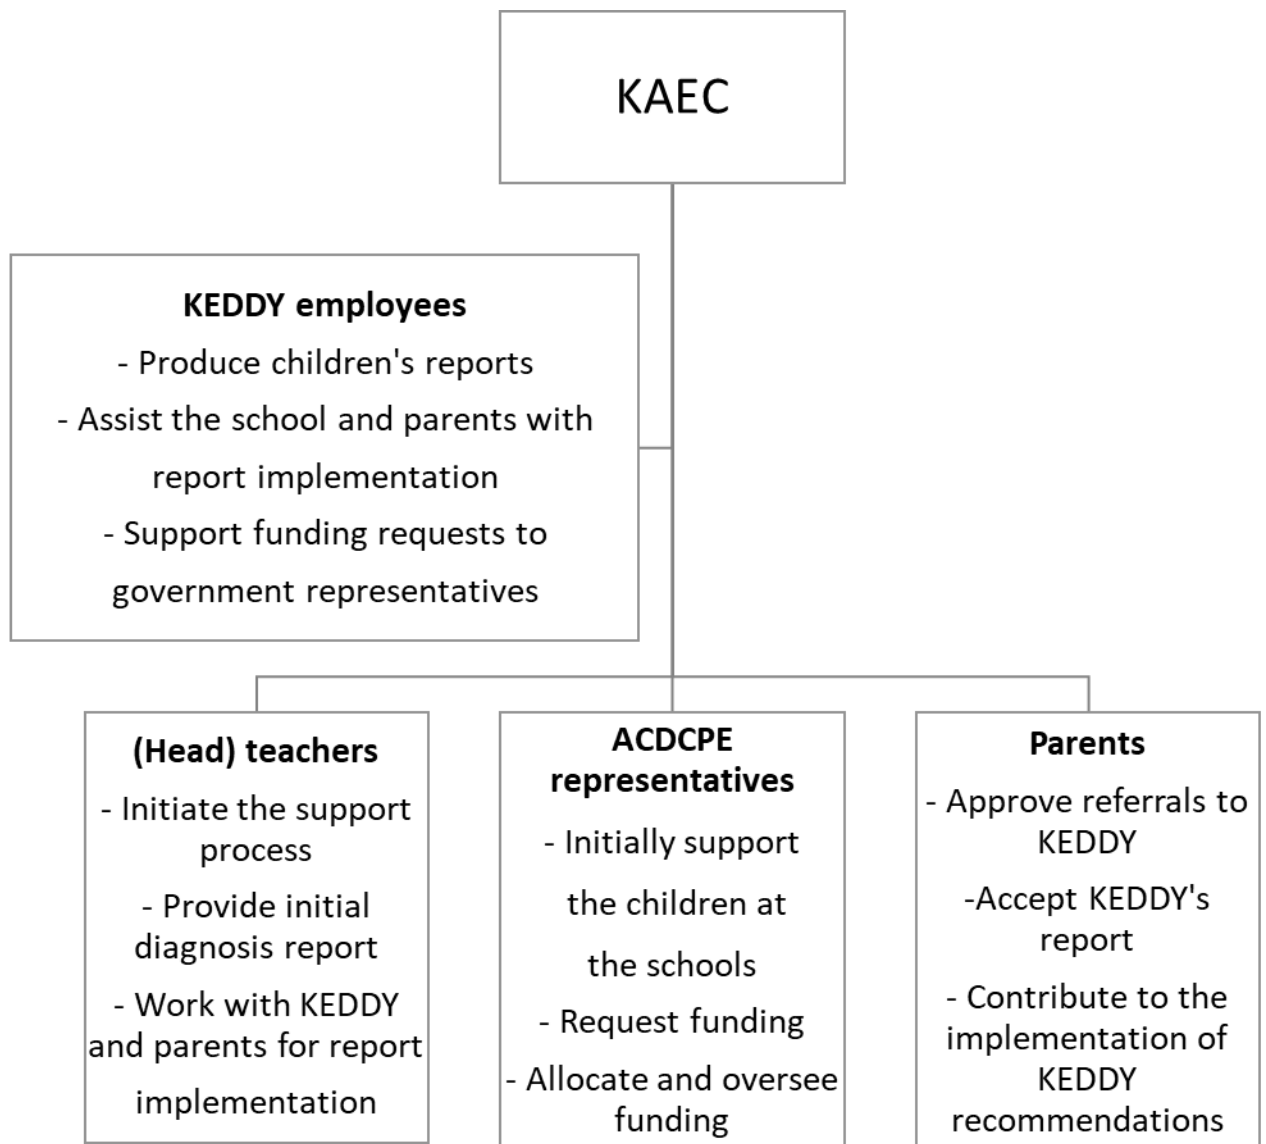 KAEC
KEDDY employees
- Produce children's reports
- Assist the school and parents with
report implementation
- Support funding requests to
government representatives
(Head) teachers
- Initiate the support
process
- Provide initial
diagnosis report
- Work with KEDDY
and parents for report
implementation
ACDCPE
representatives
- Initially support
the children at
the schools
- Request funding
- Allocate and oversee
funding
Parents
- Approve referrals to
KEDDY
-Accept KEDDY's
report
- Contribute to the
implementation of
KEDDY
recommendations